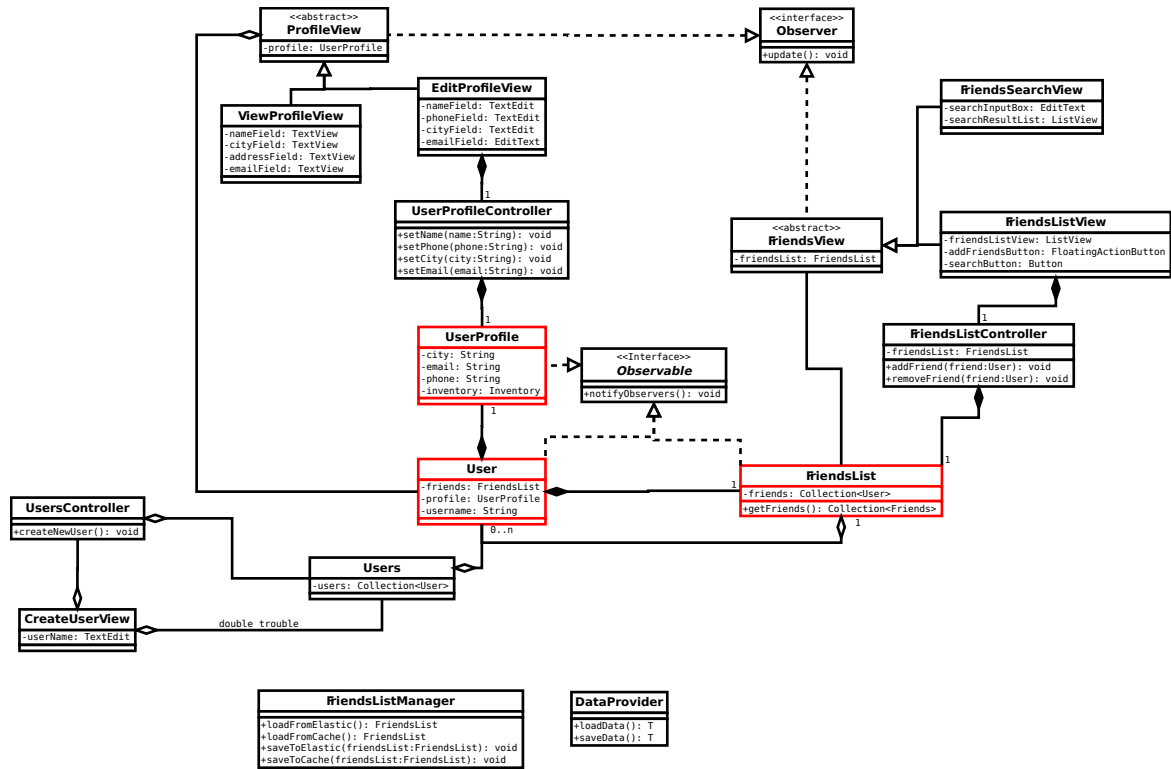 <<abstract>>
ProfileView
-profile: UserProfile
<<interface>>
Observer
+update(): void
EditProfileView
-nameField: TextEdit
-phoneField: TextEdit
-cityField: TextEdit
-emailField: EditText
ViewProfileView
-nameField: TextView
-cityField: TextView
-addressField: TextView
-emailField: TextView
FriendsSearchView
-searchInputBox: EditText
-searchResultList: ListView
1
UserProfileController
+setName(name:String): void
+setPhone(phone:String): void
+setCity(city:String): void
+setEmail(email:String): void
<<abstract>>
FriendsView
-friendsList: FriendsList
FriendsListView
-friendsListView: ListView
-addFriendsButton: FloatingActionButton
-searchButton: Button
1
FriendsListController
-friendsList: FriendsList
+addFriend(friend:User): void
+removeFriend(friend:User): void
1
UserProfile
-city: String
-email: String
-phone: String
-inventory: Inventory
1
<<Interface>>
Observable
+notifyObservers(): void
User
-friends: FriendsList
-profile: UserProfile
-username: String
0..n
1
1
FriendsList
-friends: Collection<User>
+getFriends(): Collection<Friends>
1
UsersController
+createNewUser(): void
Users
-users: Collection<User>
CreateUserView
-userName: TextEdit
double trouble
FriendsListManager
+loadFromElastic(): FriendsList
+loadFromCache(): FriendsList
+saveToElastic(friendsList:FriendsList): void
+saveToCache(friendsList:FriendsList): void
DataProvider
+loadData(): T
+saveData(): T